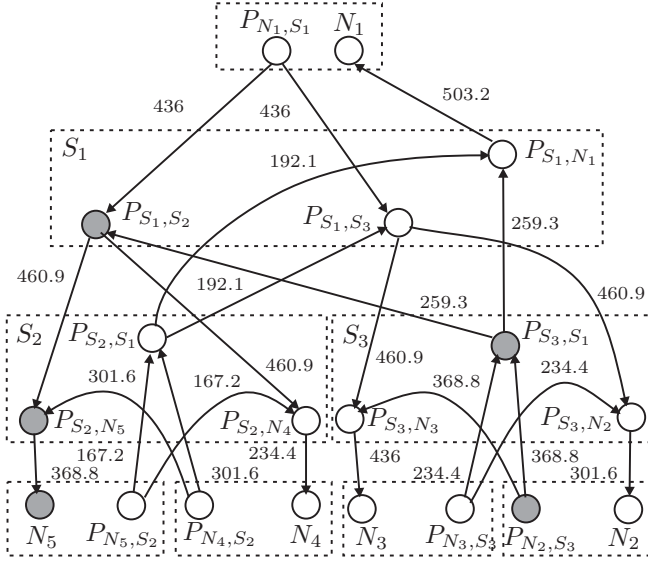 P_{N_1,S_1} N_1
436 436 503.2
S_1 192.1 P_{S_1,N_1}
P_{S_1,S_2} P_{S_1,S_3} 259.3
460.9 192.1 259.3 460.9
S_2 P_{S_2,S_1} S_3 P_{S_3,S_1}
301.6 167.2 460.9 460.9 368.8 234.4
P_{S_2,N_5} P_{S_2,N_4} P_{S_3,N_3} P_{S_3,N_2}
368.8 167.2 301.6 234.4 436 234.4 368.8 301.6
N_5 P_{N_5,S_2} P_{N_4,S_2} N_4 N_3 P_{N_3,S_3} P_{N_2,S_3} N_2